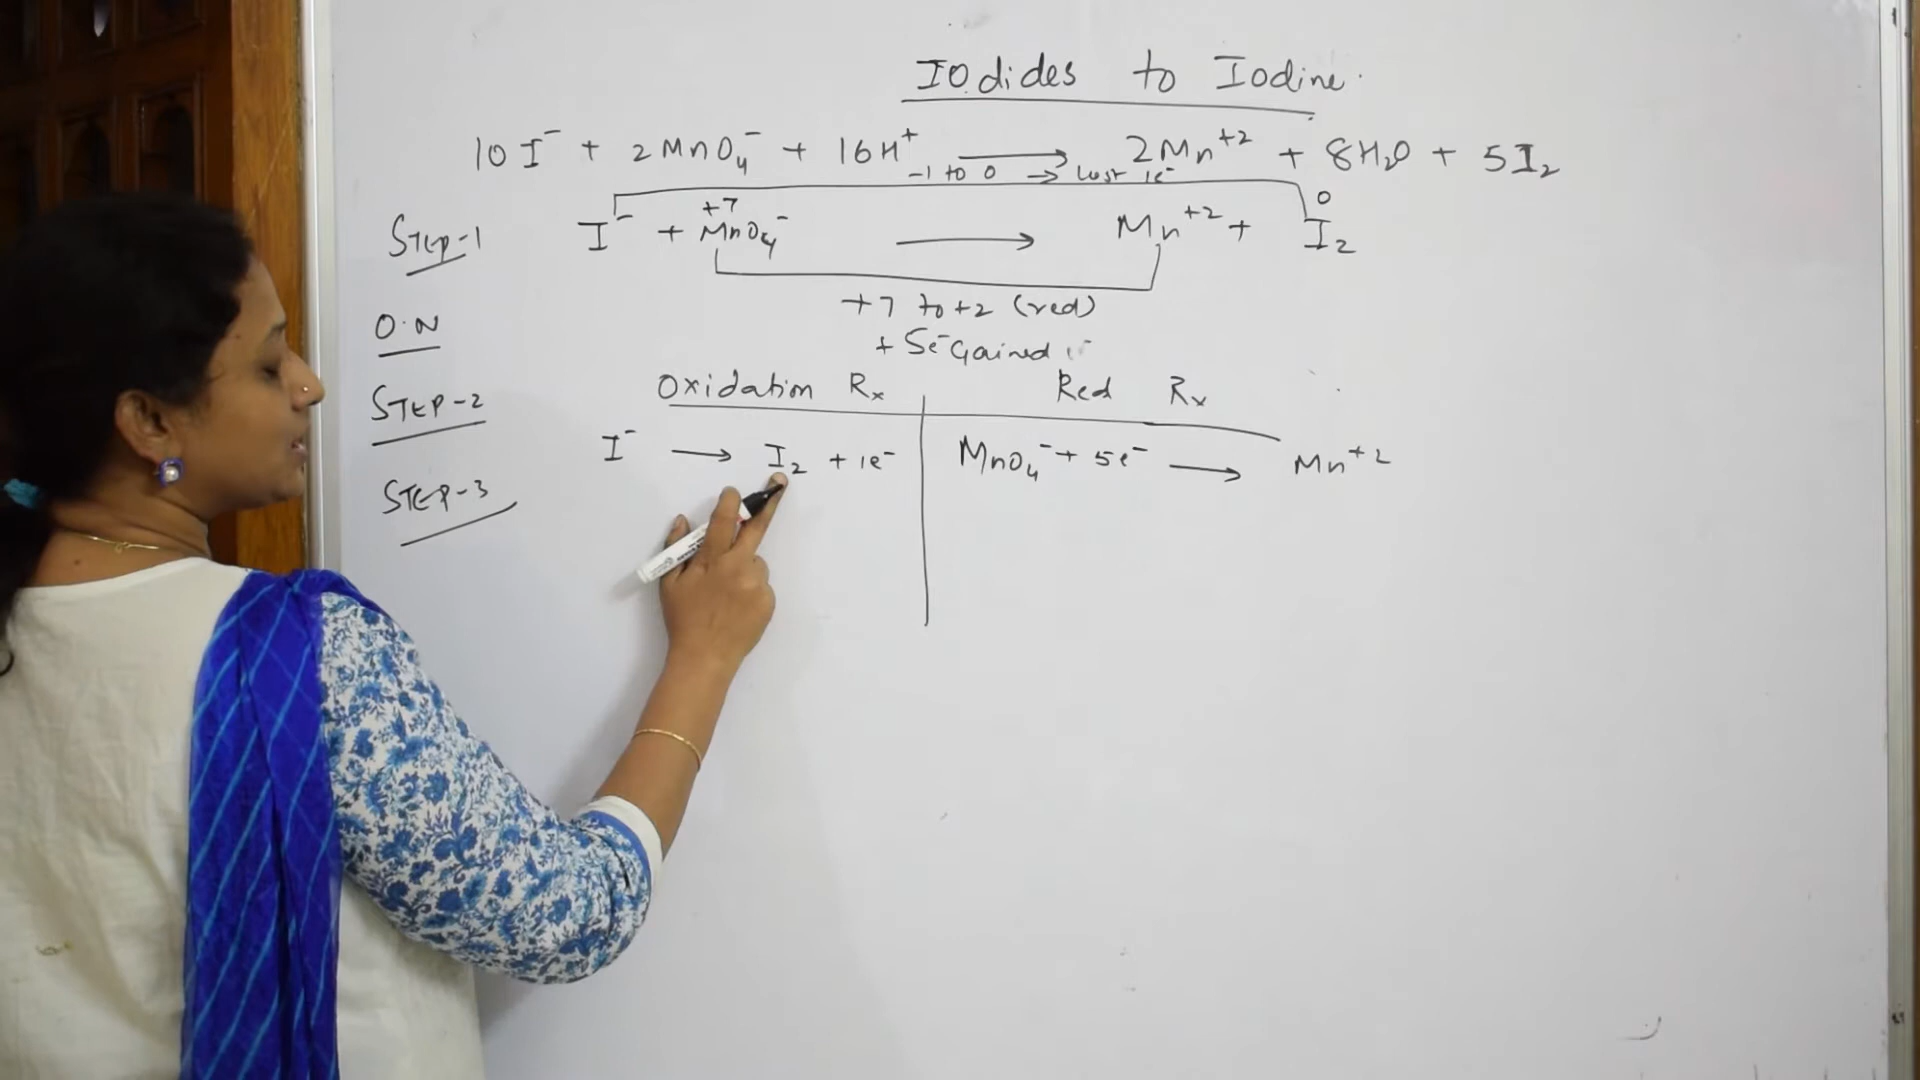 Iodides to Iodine.
10I⁻ + 2MnO₄⁻ + 16H⁺ ⟶ 2Mn⁺² + 8H₂O + 5I₂
-1 to 0 → Lost 1e⁻
+7 0
Step-1 I⁻ + MnO₄⁻ ⟶ Mn⁺² + I₂
+7 to +2 (red)
O.N
+ 5e⁻ Gained
Oxidation Rx Red Rx
STEP-2
I⁻ ⟶ I₂ + 1e⁻ MnO₄⁻ + 5e⁻ ⟶ Mn⁺²
STEP-3